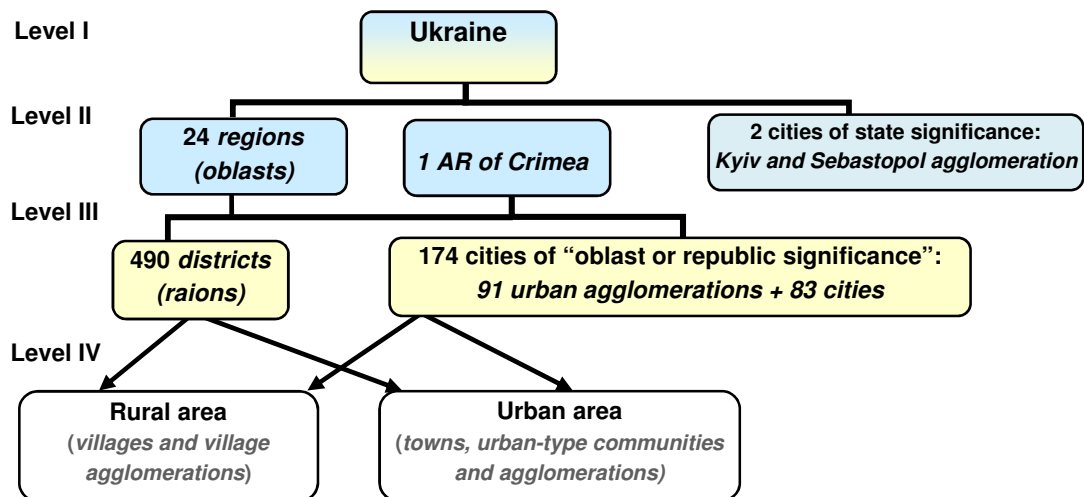 Level I
Ukraine
Level II
24 regions
(oblasts)
1 AR of Crimea
2 cities of state significance:
Kyiv and Sebastopol agglomeration
Level III
490 districts
(raions)
174 cities of “oblast or republic significance”:
91 urban agglomerations + 83 cities
Level IV
Rural area
(villages and village
agglomerations)
Urban area
(towns, urban-type communities
and agglomerations)